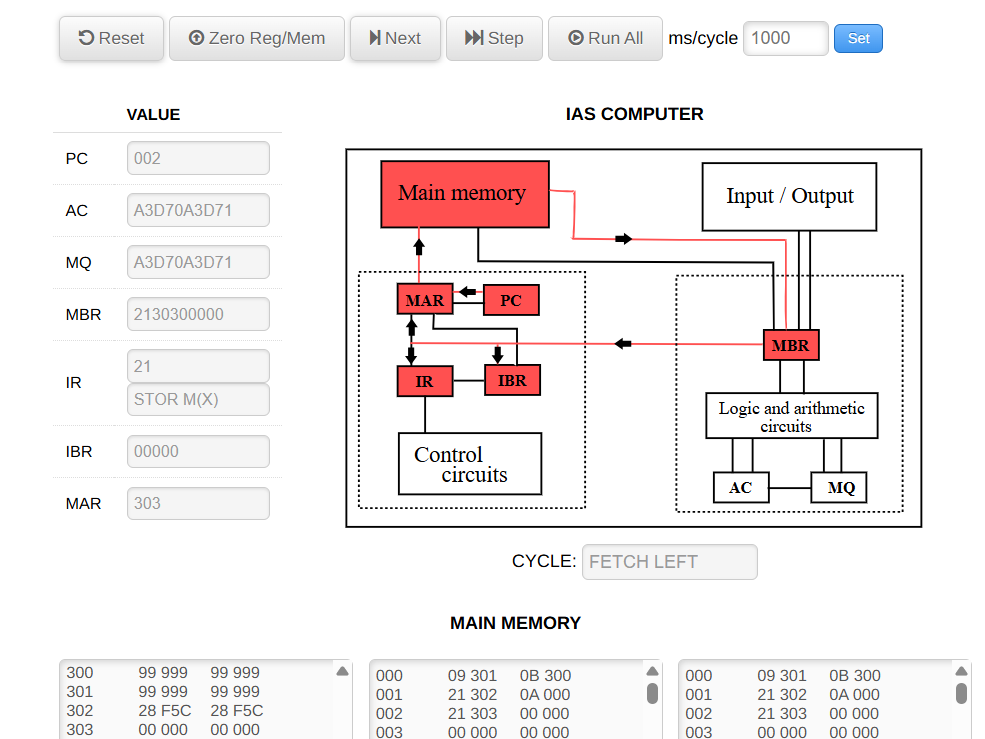 Reset Zero Reg/Mem Next Step Run All ms/cycle 1000 Set
VALUE
PC 002
AC A3D70A3D71
MQ A3D70A3D71
MBR 2130300000
IR 21
STOR M(X)
IBR 00000
MAR 303
IAS COMPUTER
Main memory
Input / Output
MAR PC
MBR
IR IBR
Logic and arithmetic
circuits
Control
circuits
AC MQ
CYCLE: FETCH LEFT
MAIN MEMORY
300 99 999 99 999
301 99 999 99 999
302 28 F5C 28 F5C
303 00 000 00 000
000 09 301 0B 300
001 21 302 0A 000
002 21 303 00 000
003 00 000 00 000
000 09 301 0B 300
001 21 302 0A 000
002 21 303 00 000
003 00 000 00 000